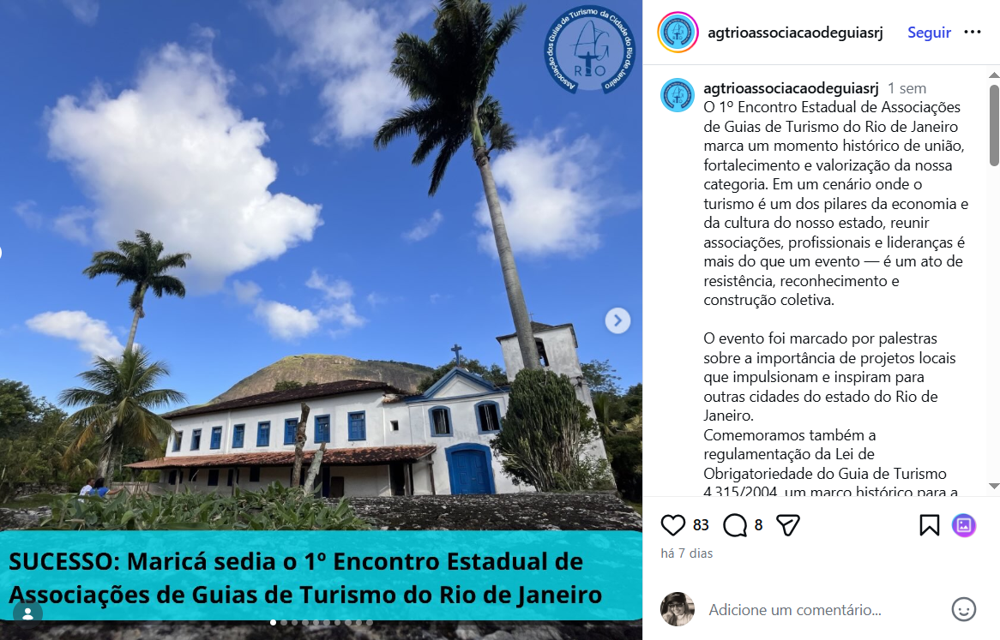 Associação dos Guias de Turismo da Cidade do Rio de Janeiro
AG
RIO
SUCESSO: Maricá sedia o 1º Encontro Estadual de
Associações de Guias de Turismo do Rio de Janeiro
agtrioassociacaodeguiasrj Seguir
agtrioassociacaodeguiasrj 1 sem
O 1º Encontro Estadual de Associações
de Guias de Turismo do Rio de Janeiro
marca um momento histórico de união,
fortalecimento e valorização da nossa
categoria. Em um cenário onde o
turismo é um dos pilares da economia e
da cultura do nosso estado, reunir
associações, profissionais e lideranças é
mais do que um evento — é um ato de
resistência, reconhecimento e
construção coletiva.
O evento foi marcado por palestras
sobre a importância de projetos locais
que impulsionam e inspiram para
outras cidades do estado do Rio de
Janeiro.
Comemoramos também a
regulamentação da Lei de
Obrigatoriedade do Guia de Turismo
4.315/2004, um marco histórico para a
83 8
há 7 dias
Adicione um comentário...